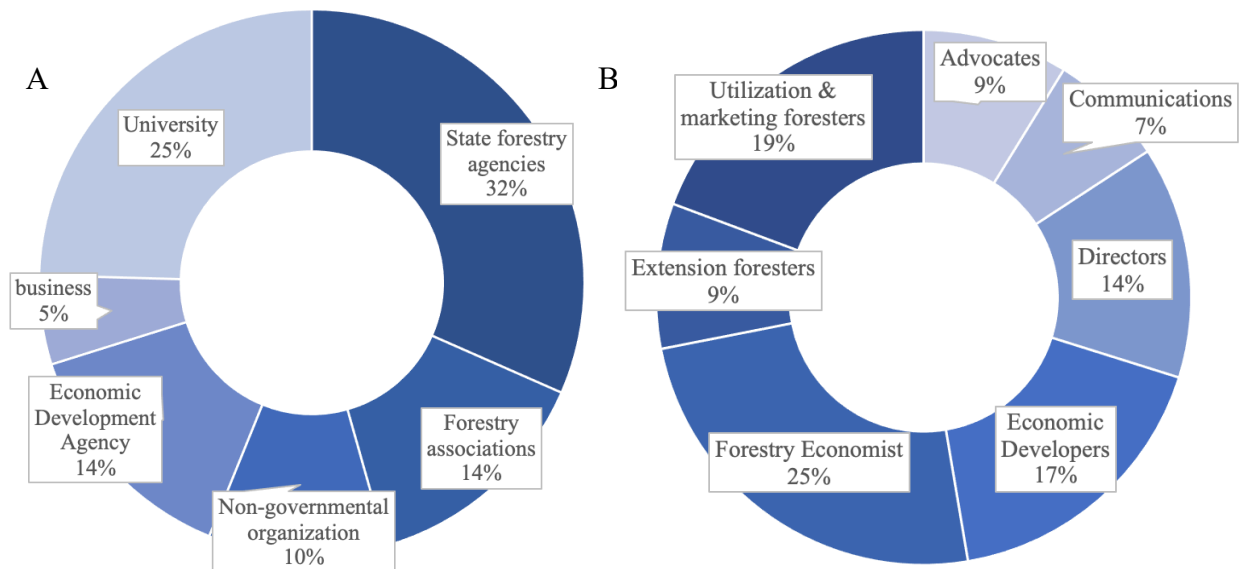 A
University
25%
State forestry
agencies
32%
business
5%
Economic
Development
Agency
14%
Forestry
associations
14%
Non-governmental
organization
10%
B
Advocates
9%
Utilization &
marketing foresters
19%
Communications
7%
Extension foresters
9%
Directors
14%
Forestry Economist
25%
Economic
Developers
17%